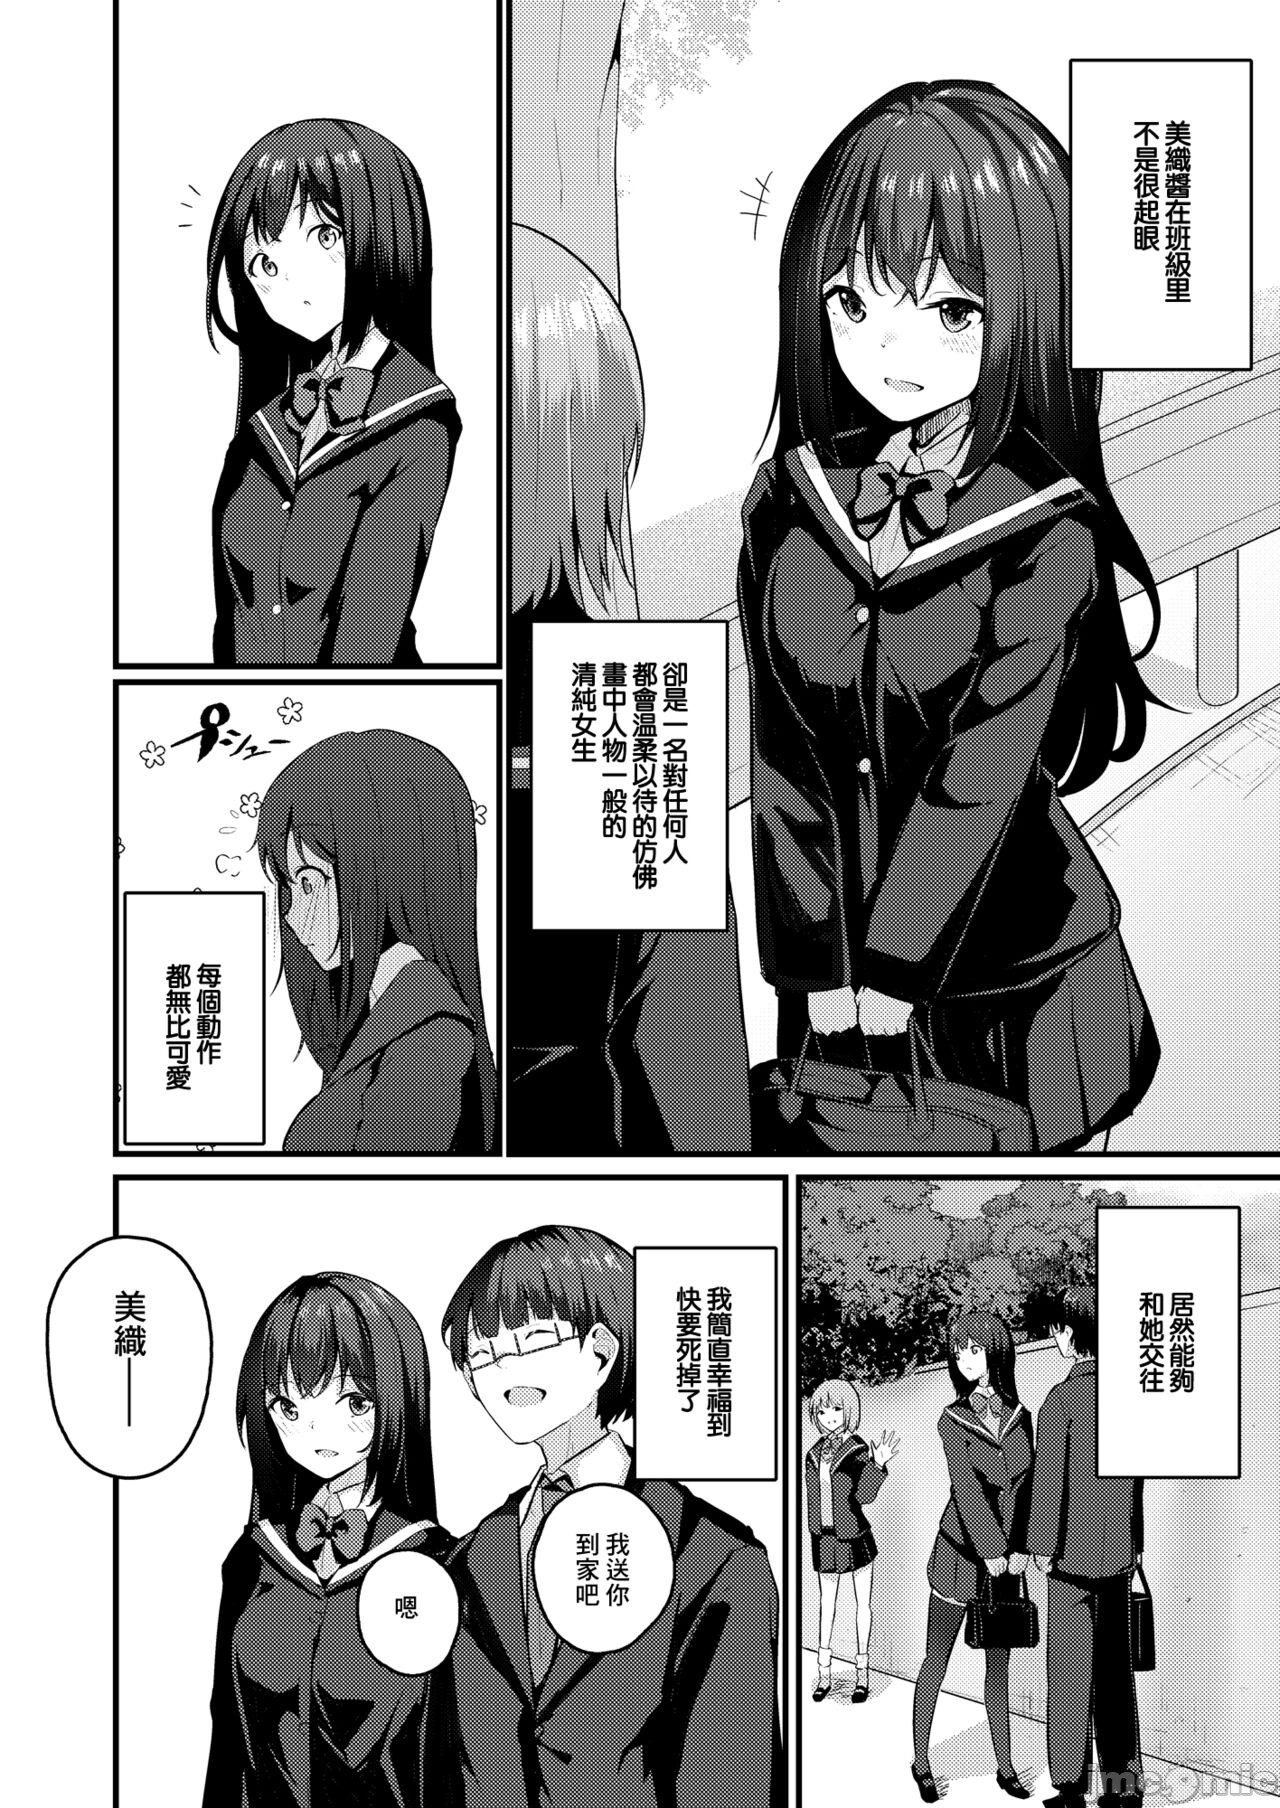 美織醬在班級里
不是很起眼
卻是一名對任何人
都會溫柔以待的仿佛
畫中人物一般的
清純女生
プシュー
每個動作
都無比可愛
居然能夠
和她交往
我簡直幸福到
快要死掉了
我送你
到家吧
嗯
美織——
jmcomic